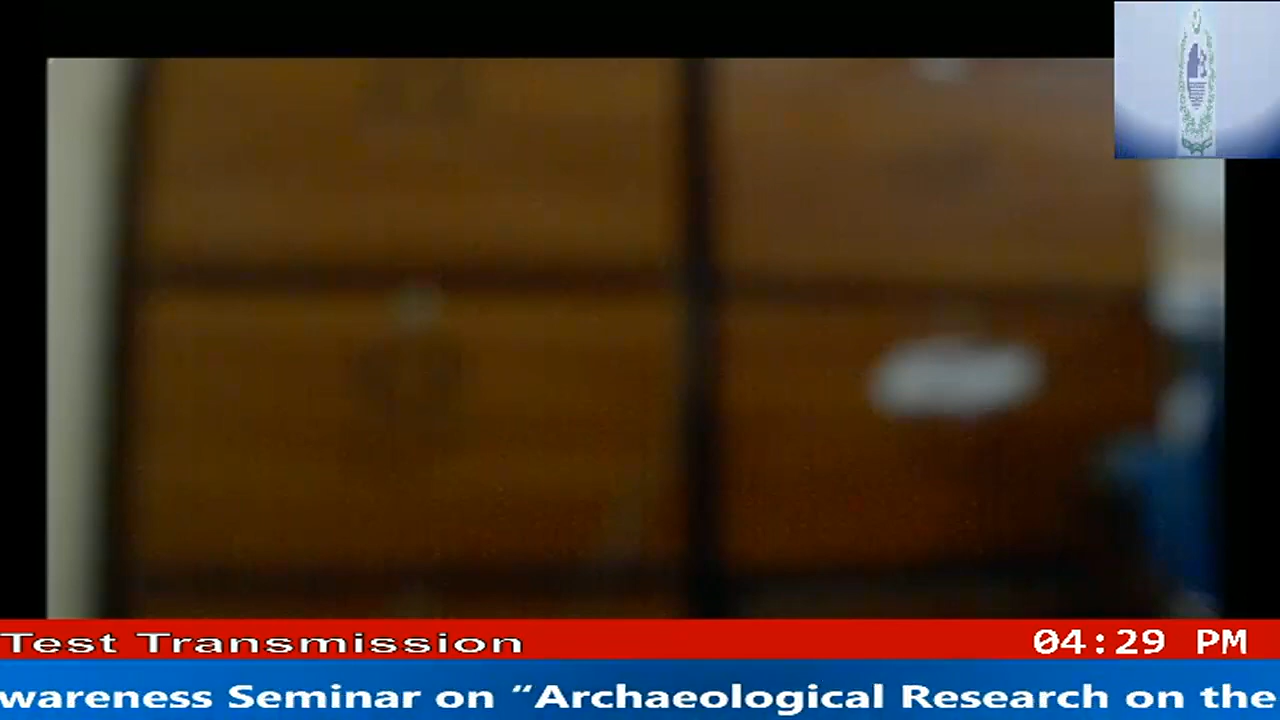 Test Transmission 04:29 PM
wareness Seminar on “Archaeological Research on the